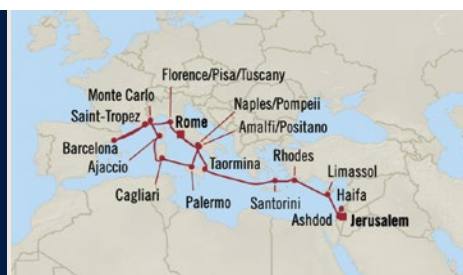 Florence/Pisa/Tuscany
Monte Carlo
Naples/Pompeii
Saint-Tropez
Rome
Amalfi/Positano
Barcelona
Ajaccio
Taormina
Rhodes
Limassol
Cagliari
Haifa
Palermo
Santorini
Ashdod
Jerusalem